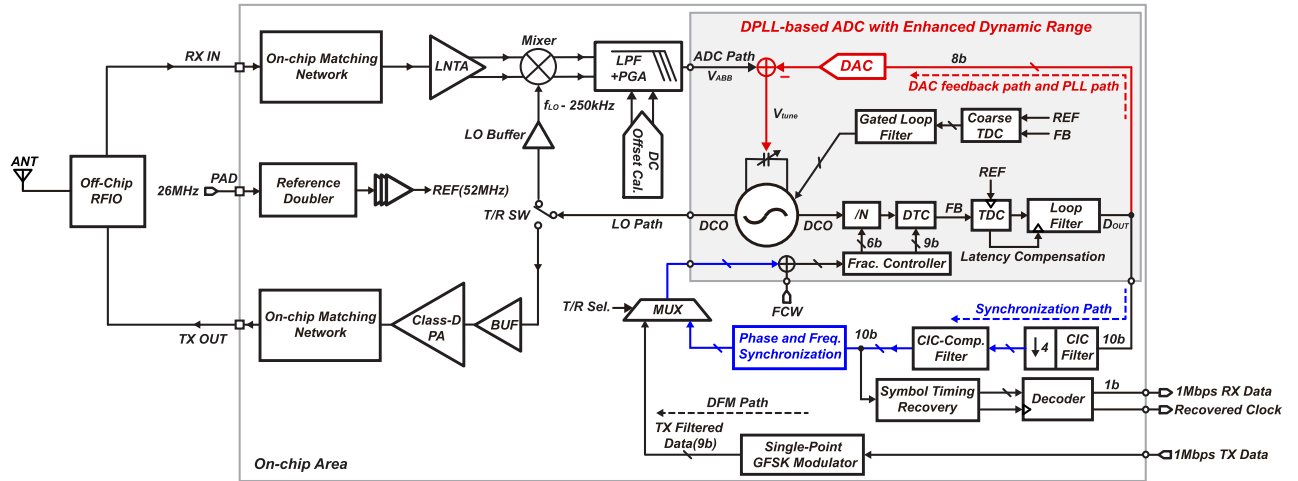 DPLL-based ADC with Enhanced Dynamic Range
RX IN
On-chip Matching
Network
LNTA
Mixer
LPF
+PGA
ADC Path
VABB
DAC
8b
DAC feedback path and PLL path
fLO - 250kHz
LO Buffer
DC
Offset Cal.
Vtune
Gated Loop
Filter
Coarse
TDC
REF
FB
ANT
Off-Chip
RFIO
PAD
26MHz
Reference
Doubler
REF(52MHz)
T/R SW
LO Path
DCO
DCO
/N
DTC
FB
REF
TDC
Loop
Filter
DOUT
6b
9b
Latency Compensation
Frac. Controller
FCW
T/R Sel.
MUX
Synchronization Path
On-chip Matching
Network
Class-D
PA
BUF
TX OUT
Phase and Freq.
Synchronization
10b
CIC-Comp.
Filter
4
CIC
Filter
10b
Symbol Timing
Recovery
Decoder
1b
1Mbps RX Data
Recovered Clock
DFM Path
TX Filtered
Data(9b)
Single-Point
GFSK Modulator
1Mbps TX Data
On-chip Area